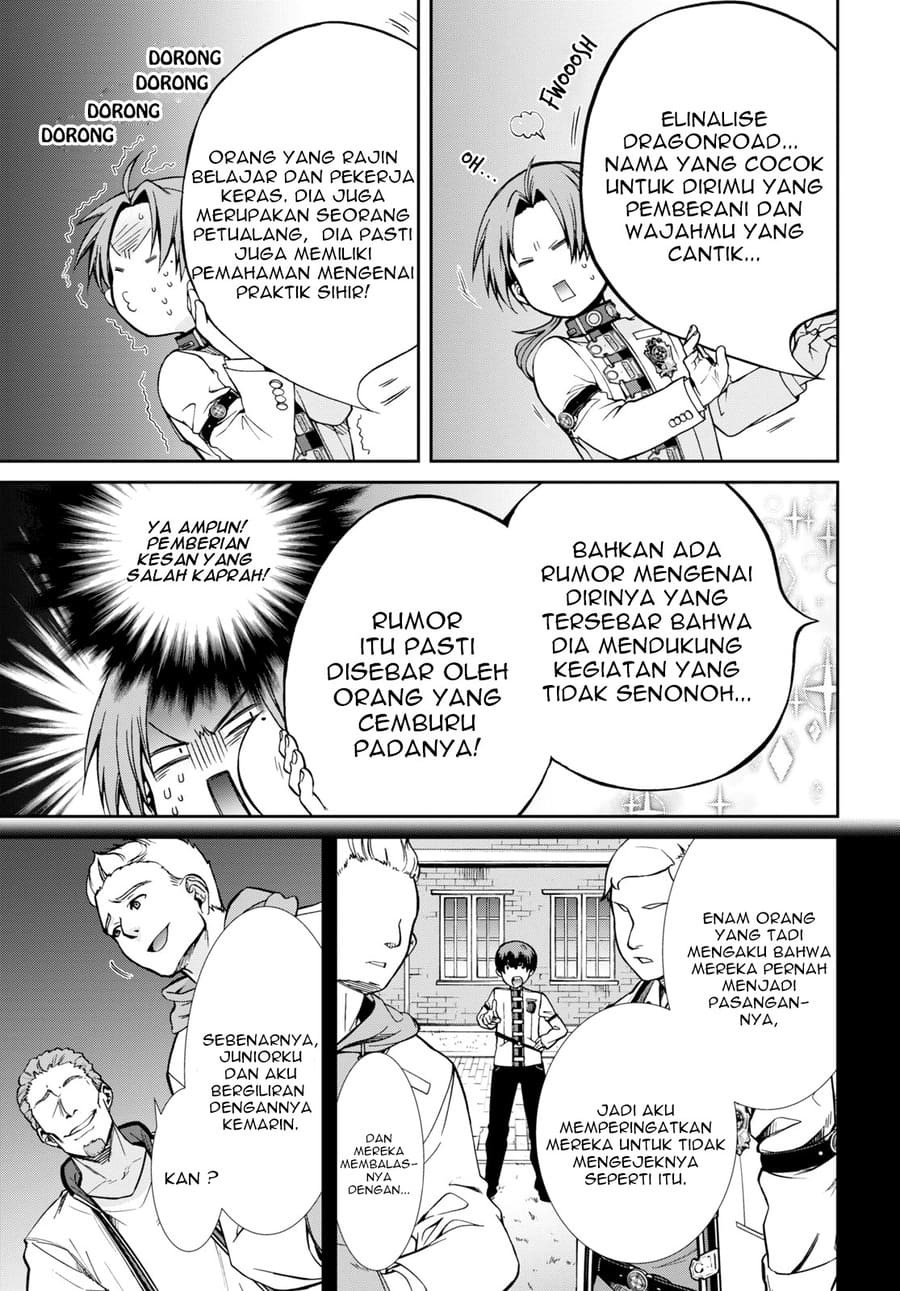 ELINALISE
DRAGONROAD...
NAMA YANG COCOK
UNTUK DIRIMU YANG
PEMBERANI DAN
WAJAHMU YANG
CANTIK...
FWOOOSH
OH...
ORANG YANG RAJIN
BELAJAR DAN PEKERJA
KERAS. DIA JUGA
MERUPAKAN SEORANG
PETUALANG, DIA PASTI
JUGA MEMILIKI
PEMAHAMAN MENGENAI
PRAKTIK SIHIR!
DORONG
DORONG
DORONG
DORONG
BAHKAN ADA
RUMOR MENGENAI
DIRINYA YANG
TERSEBAR BAHWA
DIA MENDUKUNG
KEGIATAN YANG
TIDAK SENONOH...
RUMOR
ITU PASTI
DISEBAR OLEH
ORANG YANG
CEMBURU
PADANYA!
YA AMPUN!
PEMBERIAN
KESAN YANG
SALAH KAPRAH!
ENAM ORANG
YANG TADI
MENGAKU BAHWA
MEREKA PERNAH
MENJADI
PASANGAN-
NYA,
JADI AKU
MEMPERINGATKAN
MEREKA UNTUK TIDAK
MENGEJEKNYA
SEPERTI ITU.
DAN
MEREKA
MEMBALAS-
NYA
DENGAN...
SEBENARNYA,
JUNIORKU
DAN AKU
BERGILIRAN
DENGANNYA
KEMARIN.
KAN ?